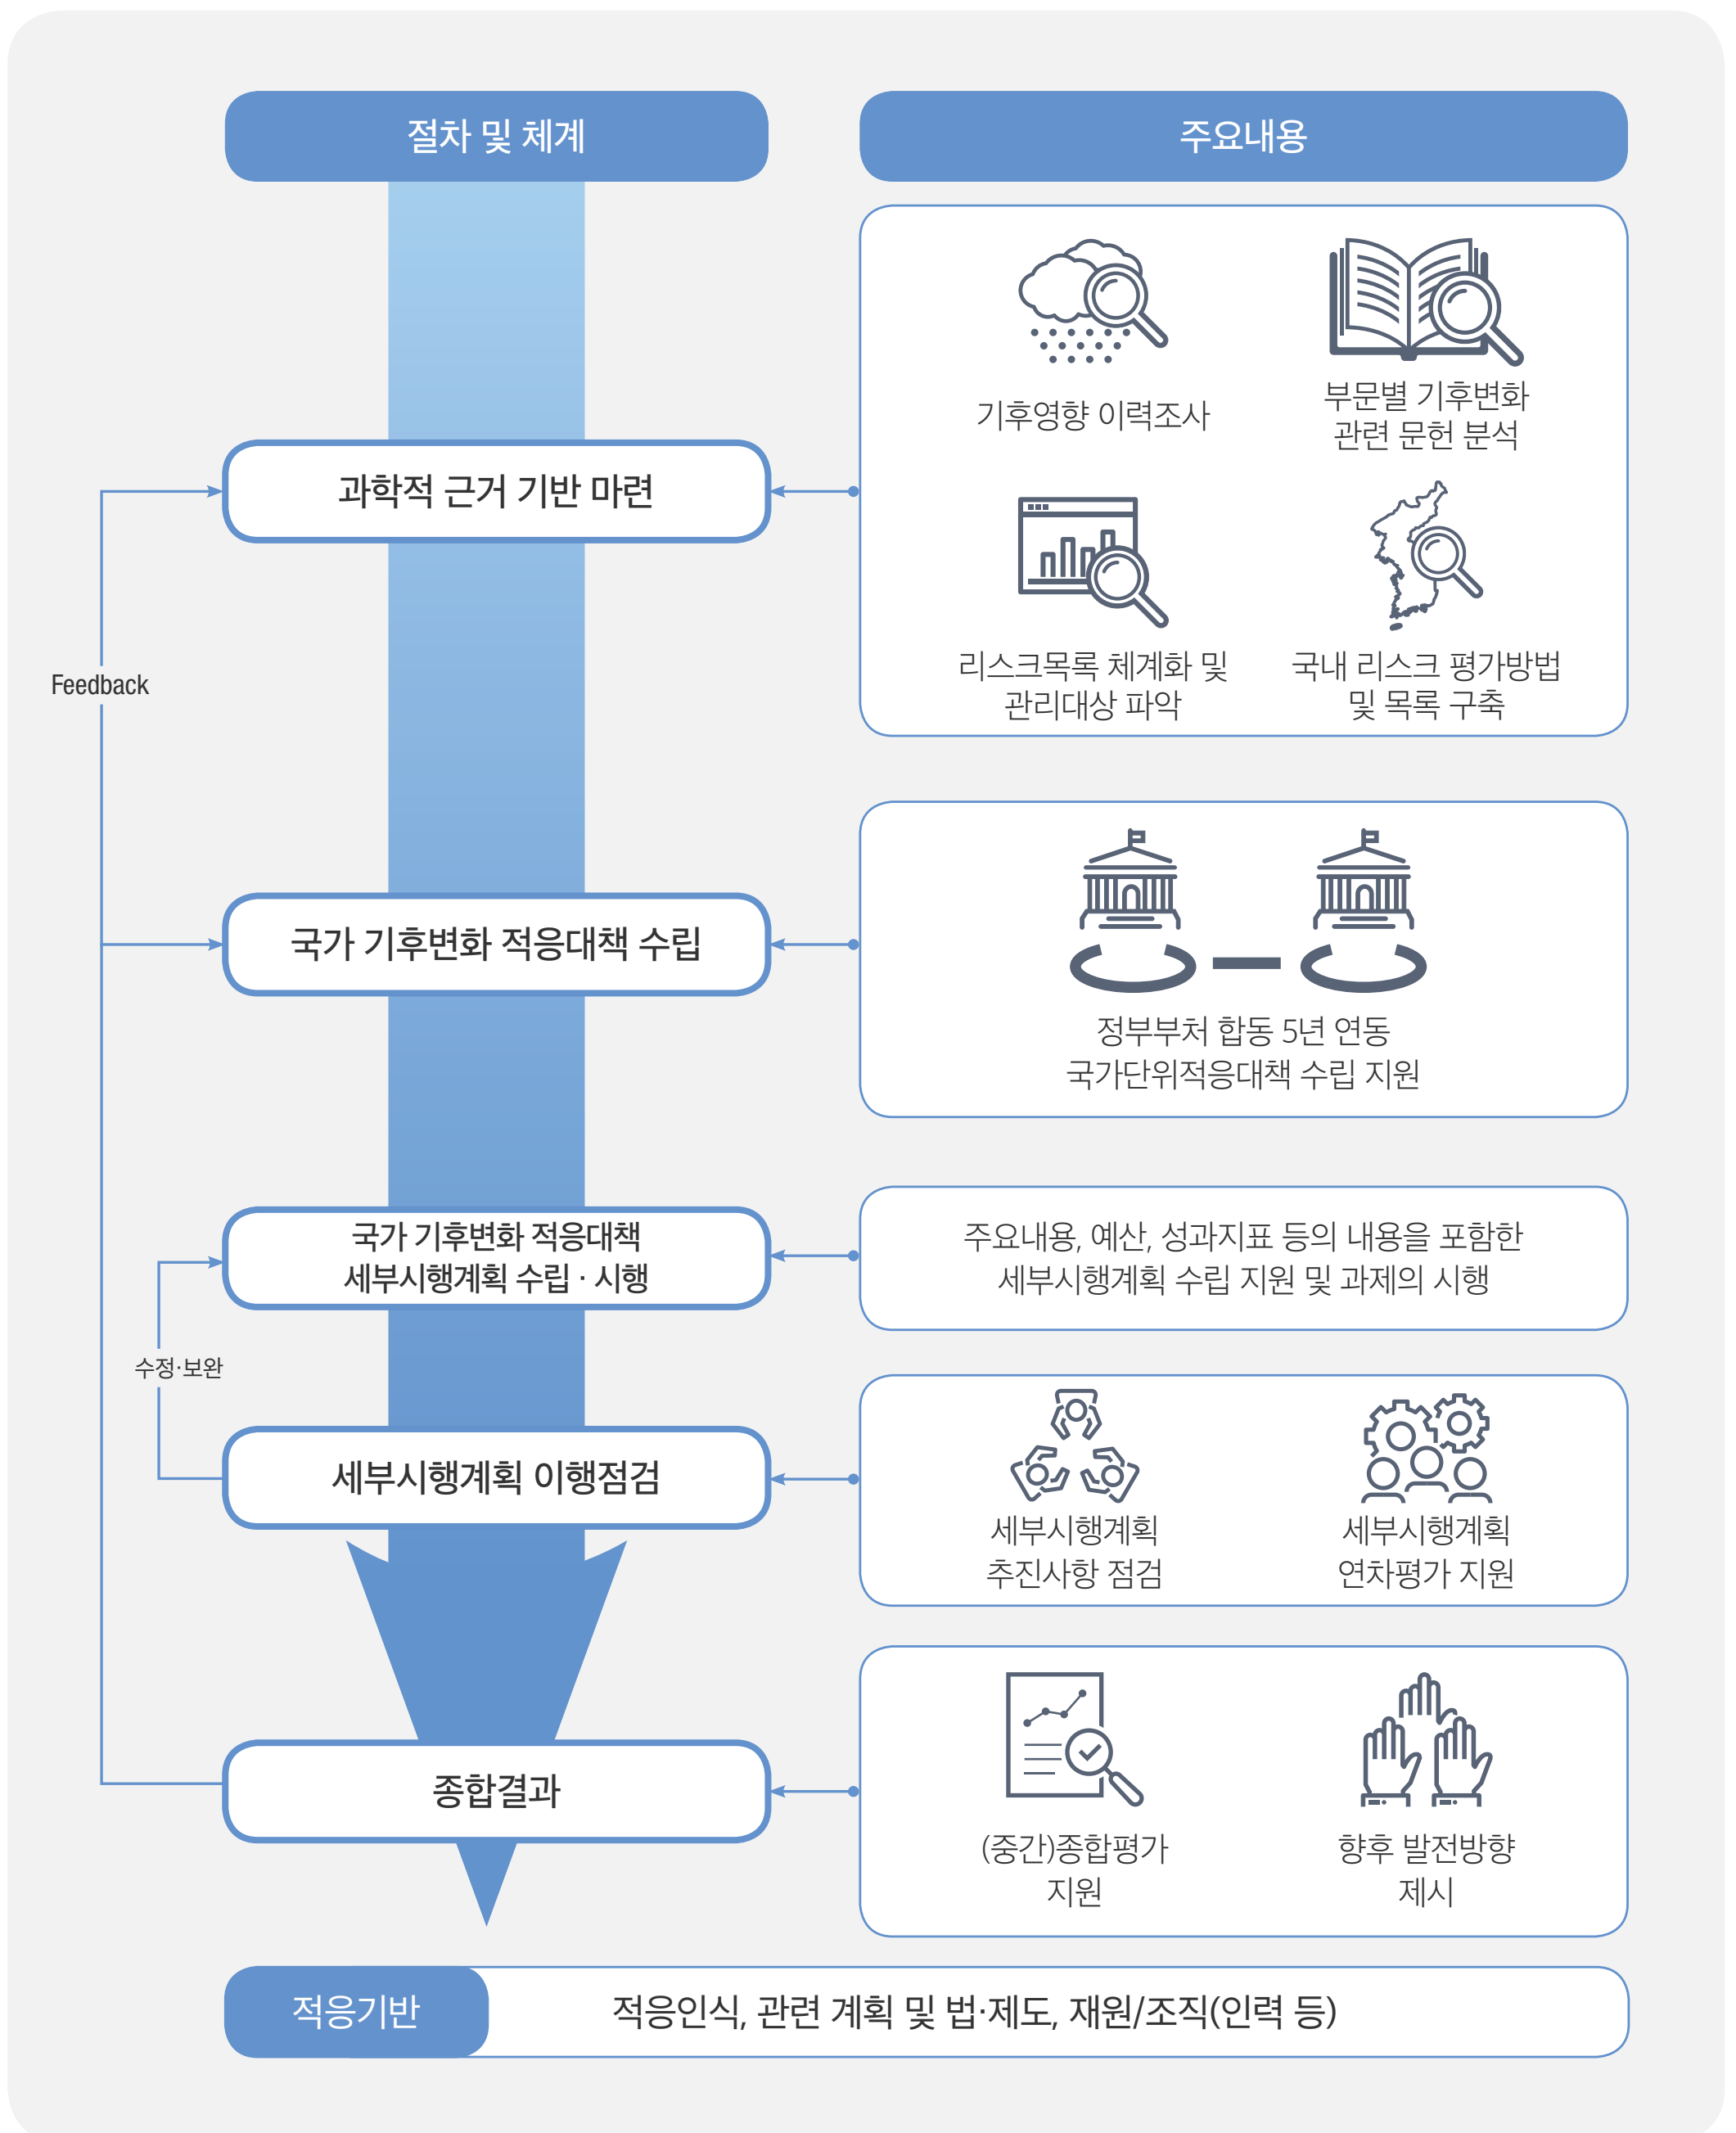 절차 및 체계
주요내용
기후영향 이력조사
부문별 기후변화
관련 문헌 분석
과학적 근거 기반 마련
리스크목록 체계화 및
관리대상 파악
국내 리스크 평가방법
및 목록 구축
Feedback
국가 기후변화 적응대책 수립
정부부처 합동 5년 연동
국가단위적응대책 수립 지원
국가 기후변화 적응대책
세부시행계획 수립 · 시행
주요내용, 예산, 성과지표 등의 내용을 포함한
세부시행계획 수립 지원 및 과제의 시행
수정·보완
세부시행계획 이행점검
세부시행계획
추진사항 점검
세부시행계획
연차평가 지원
종합결과
(중간)종합평가
지원
향후 발전방향
제시
적응기반
적응인식, 관련 계획 및 법·제도, 재원/조직(인력 등)